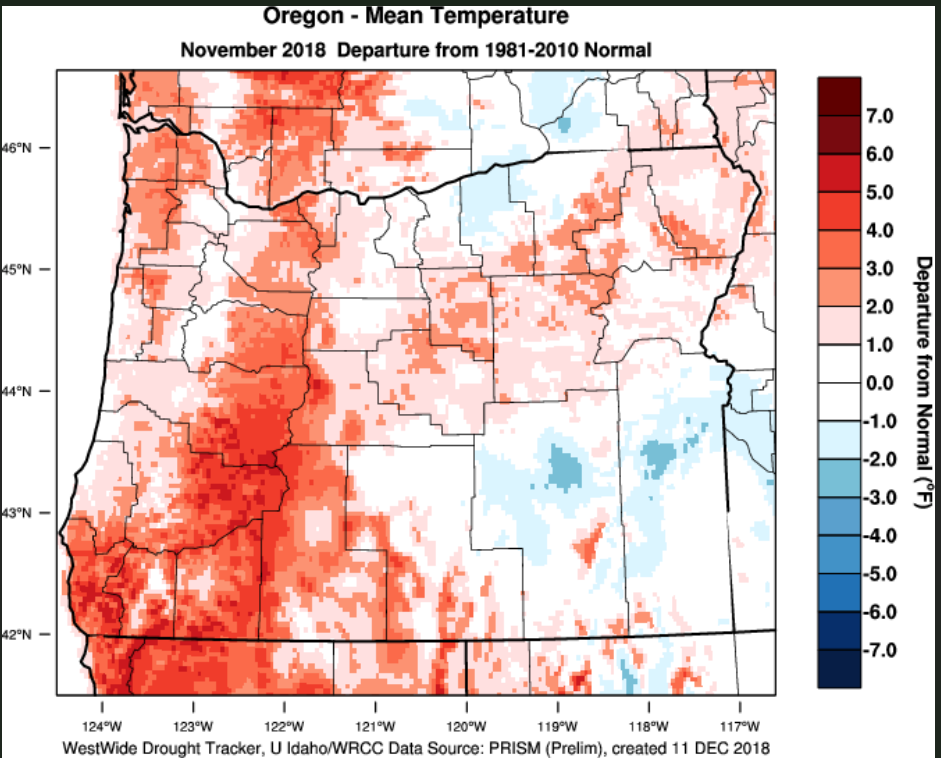 Oregon - Mean Temperature
November 2018 Departure from 1981-2010 Normal
46°N
45°N
44°N
43°N
42°N
124°W 123°W 122°W 121°W 120°W 119°W 118°W 117°W
7.0
6.0
5.0
4.0
3.0
2.0
1.0
0.0
-1.0
-2.0
-3.0
-4.0
-5.0
-6.0
-7.0
Departure from Normal (°F)
WestWide Drought Tracker, U Idaho/WRCC Data Source: PRISM (Prelim), created 11 DEC 2018